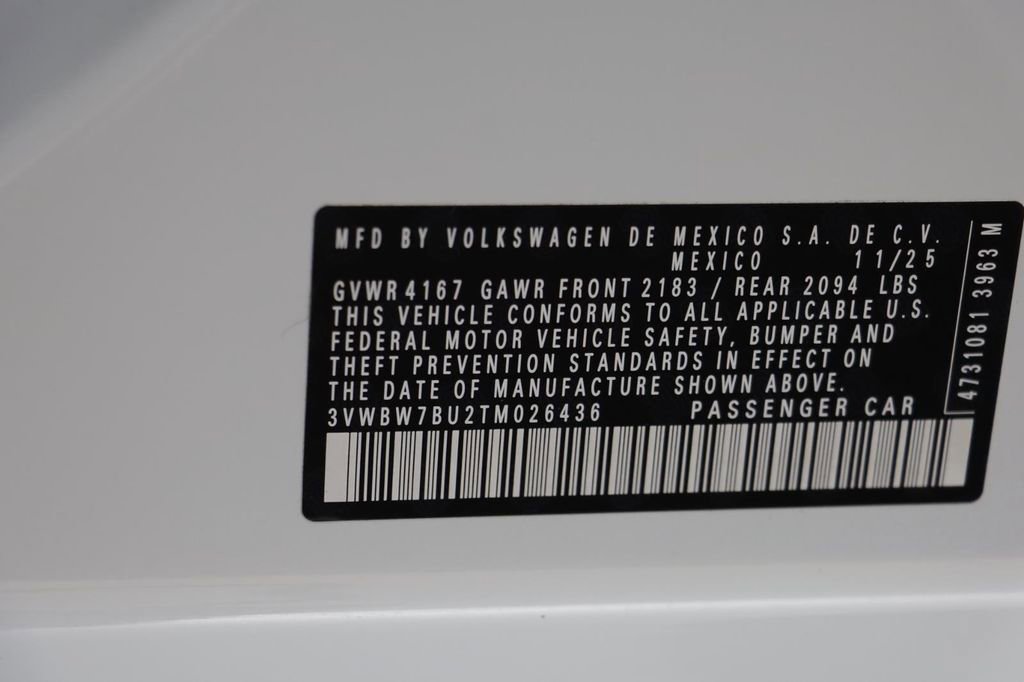 MFD BY VOLKSWAGEN DE MEXICO S.A. DE C.V.
MEXICO 11/25
GVWR 4167 GAWR FRONT 2183 / REAR 2094 LBS
THIS VEHICLE CONFORMS TO ALL APPLICABLE U.S.
FEDERAL MOTOR VEHICLE SAFETY, BUMPER AND
THEFT PREVENTION STANDARDS IN EFFECT ON
THE DATE OF MANUFACTURE SHOWN ABOVE.
3VWBW7BU2TM026436 PASSENGER CAR
4731081 3963 M